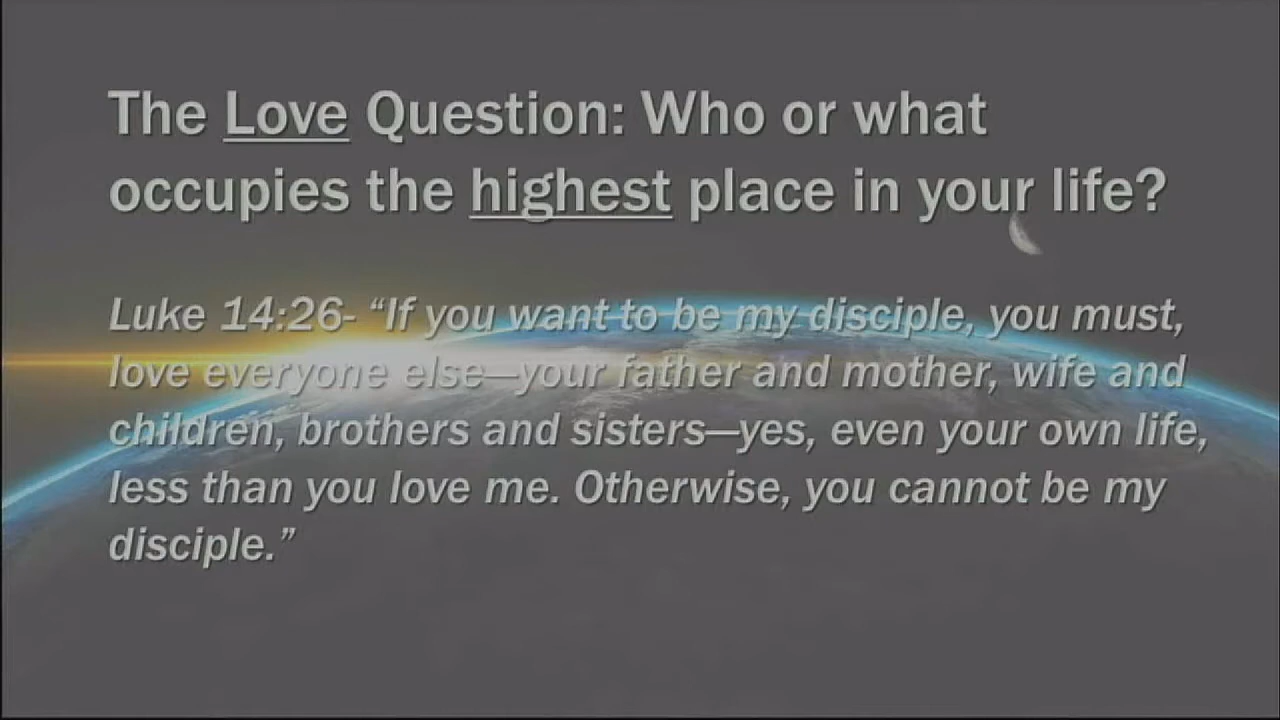 The Love Question: Who or what
occupies the highest place in your life?
Luke 14:26- “If you want to be my disciple, you must,
love everyone else—your father and mother, wife and
children, brothers and sisters—yes, even your own life,
less than you love me. Otherwise, you cannot be my
disciple.”